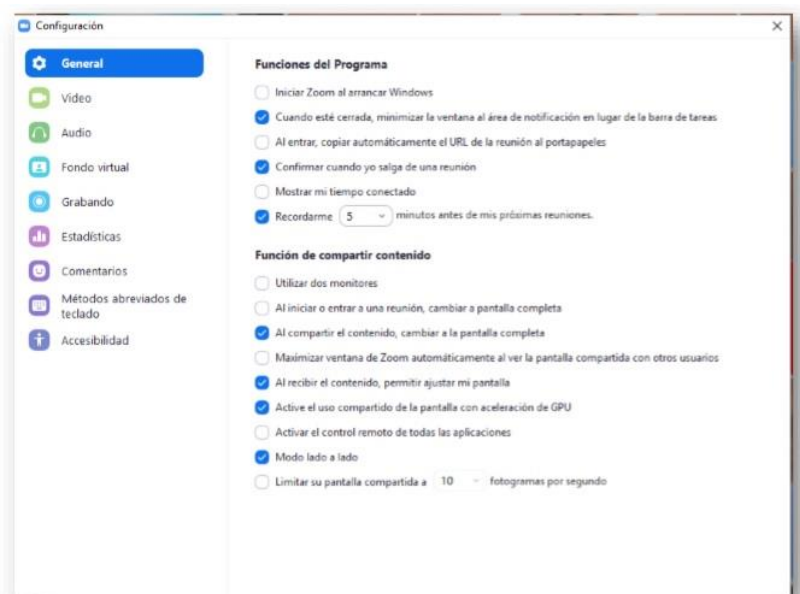 Configuración
General
Video
Audio
Fondo virtual
Grabando
Estadísticas
Comentarios
Métodos abreviados de
teclado
Accesibilidad
Funciones del Programa
Iniciar Zoom al arrancar Windows
Cuando esté cerrada, minimizar la ventana al área de notificación en lugar de la barra de tareas
Al entrar, copiar automáticamente el URL de la reunión al portapapeles
Confirmar cuando yo salga de una reunión
Mostrar mi tiempo conectado
Recordarme 5 minutos antes de mis próximas reuniones.
Función de compartir contenido
Utilizar dos monitores
Al iniciar o entrar a una reunión, cambiar a pantalla completa
Al compartir el contenido, cambiar a la pantalla completa
Maximizar ventana de Zoom automáticamente al ver la pantalla compartida con otros usuarios
Al recibir el contenido, permitir ajustar mi pantalla
Active el uso compartido de la pantalla con aceleración de GPU
Activar el control remoto de todas las aplicaciones
Modo lado a lado
Limitar su pantalla compartida a 10 fotogramas por segundo